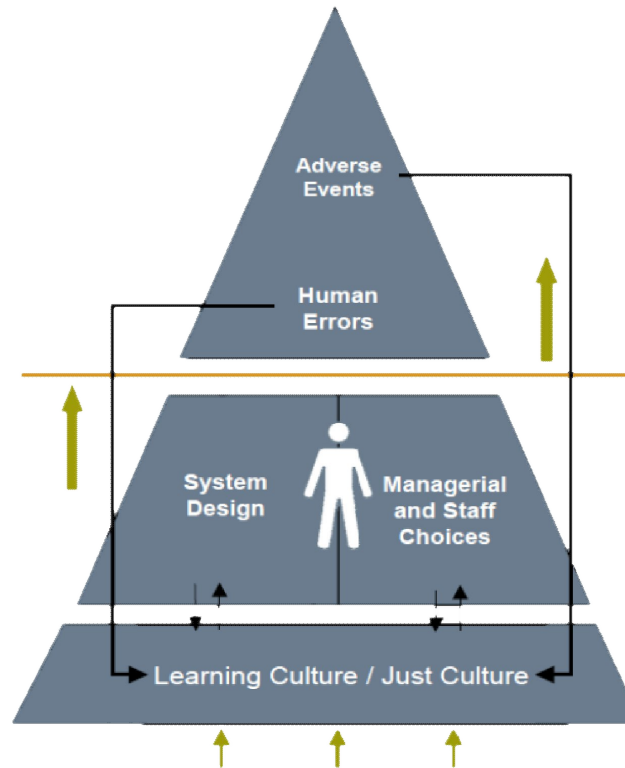 Adverse
Events
Human
Errors
System
Design
Managerial
and Staff
Choices
Learning Culture / Just Culture